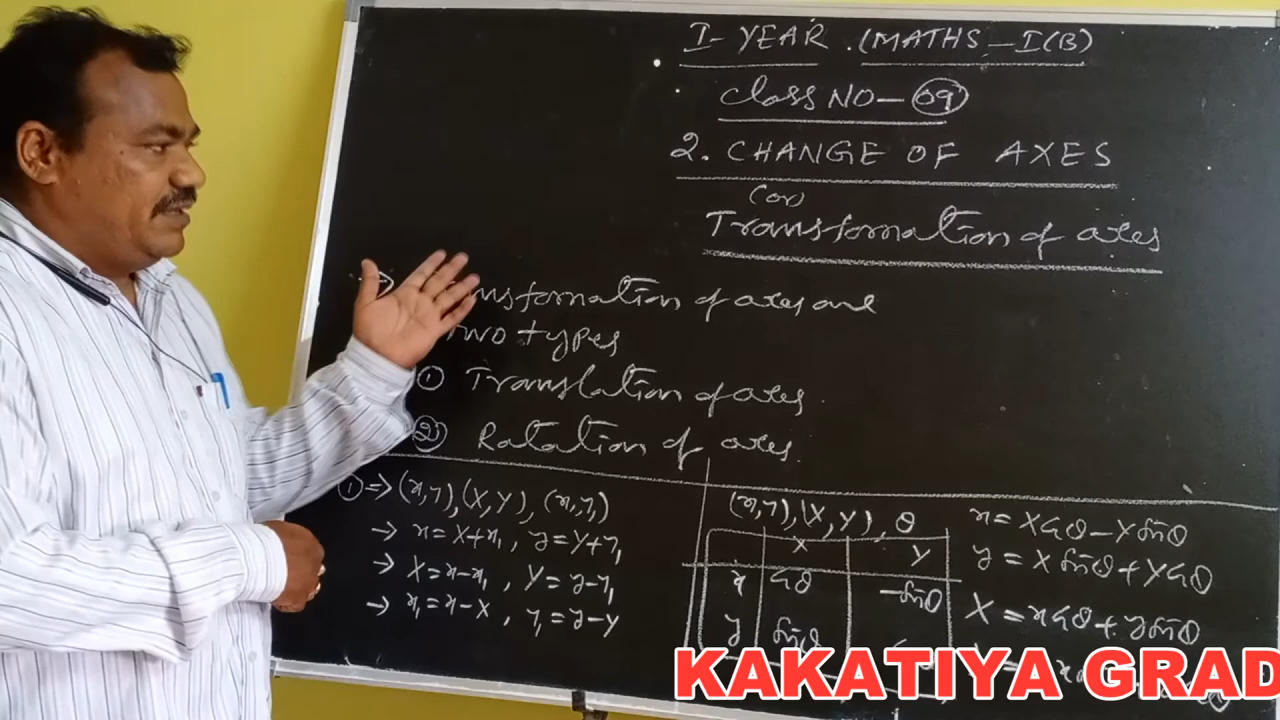 I-YEAR. (MATHS-I(B)
Class NO-09
2. CHANGE OF AXES
(or)
Transformation of axes
⇒ nsformation of axes are
two types
① Translation of axes.
② Rotation of axes.
①⇒ (x,y),(X,Y), (x₁,y₁)
→ x=X+x₁, y=Y+y₁
→ X=x-x₁, Y=y-y₁
→ x₁=x-X, y₁=y-Y
(x,y),(X,Y), θ
X Y
x cosθ -sinθ
y sinθ
x=Xcosθ-Ysinθ
y=Xsinθ+Ycosθ
X=xcosθ+ysinθ
KAKATIYA GRAD